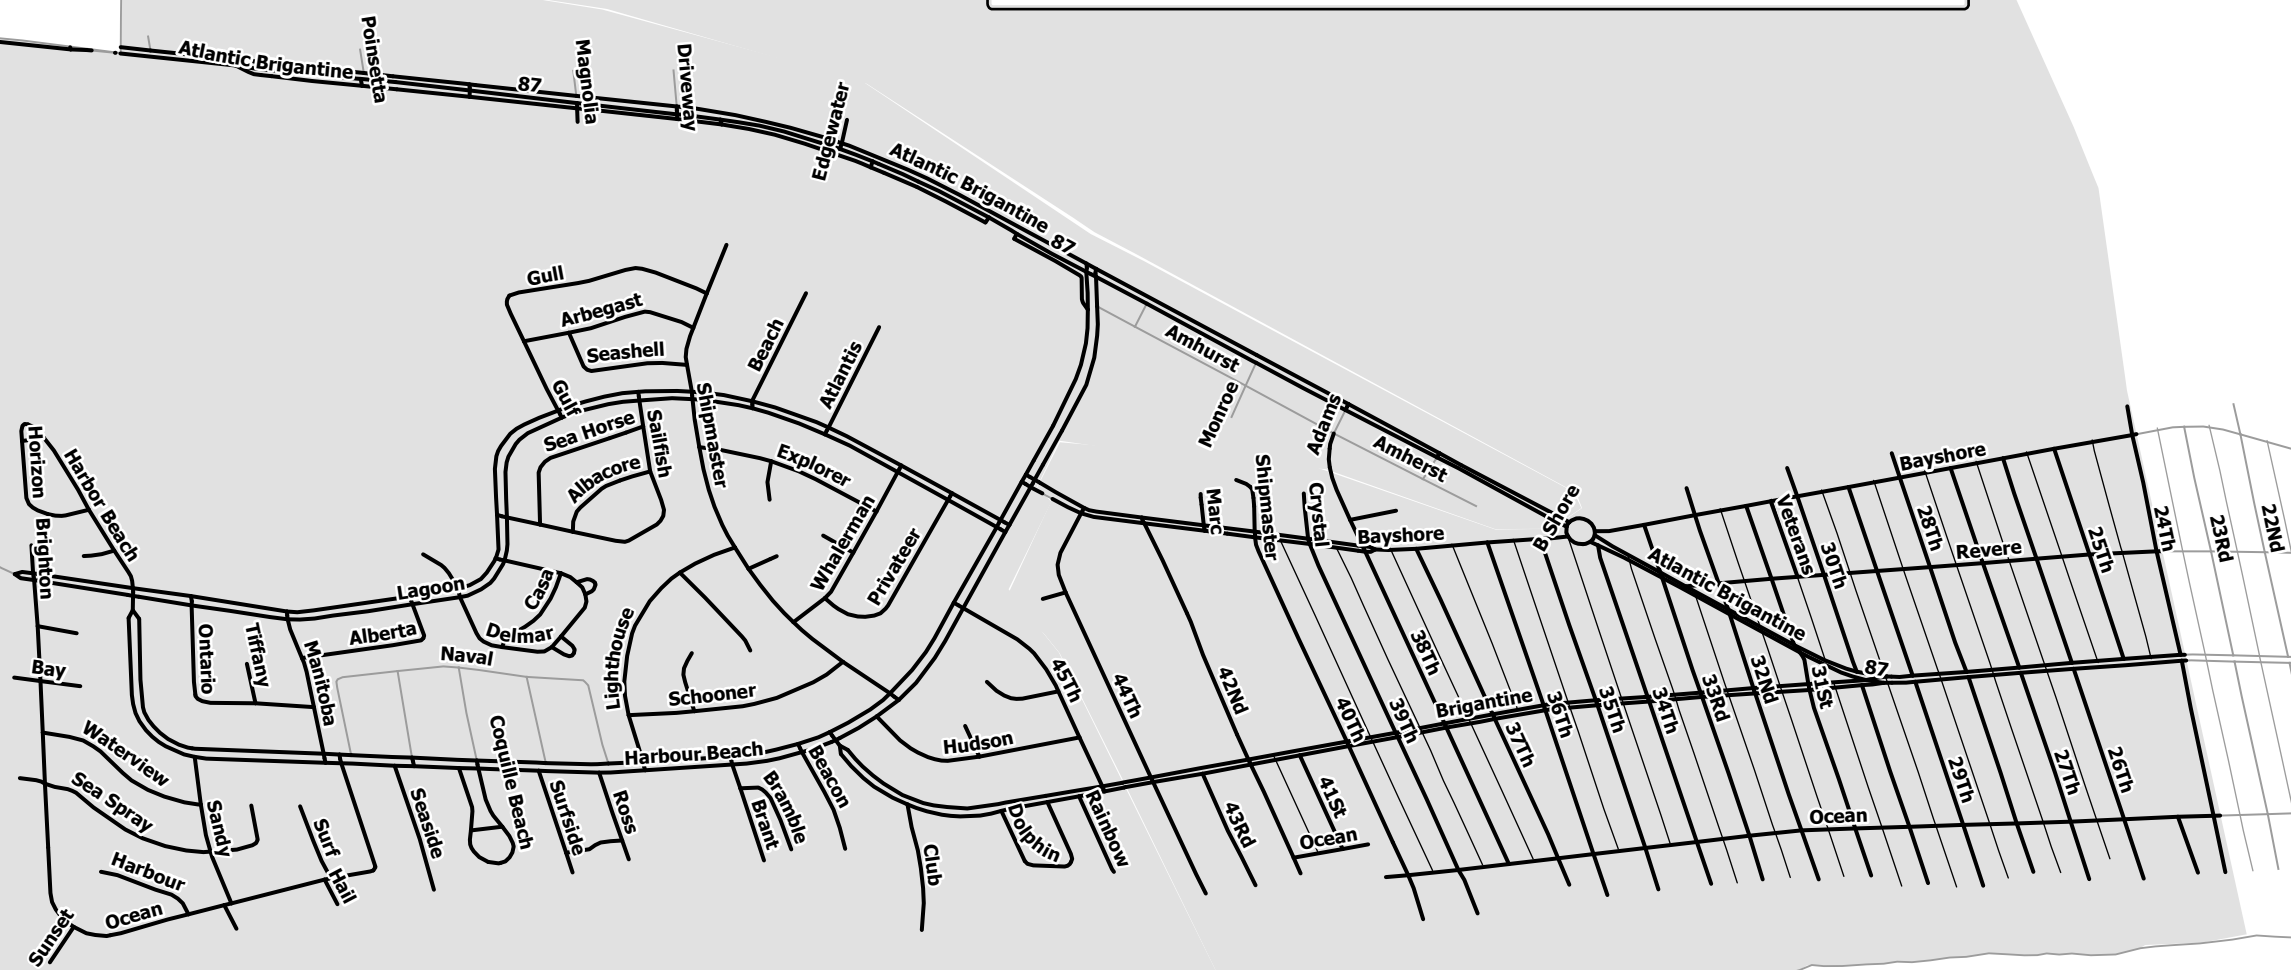 Atlantic Brigantine
Poinsetta
87
Magnolia
Driveway
Edgewater
Atlantic Brigantine
87
Gull
Arbegast
Seashell
Gulf
Beach
Atlantis
Amhurst
Monroe
Adams
Amherst
Shipmaster
Sea Horse
Sailfish
Albacore
Explorer
Whalerman
Privateer
Horizon
Harbor Beach
Brighton
Marc
Shipmaster
Crystal
Bayshore
B Shore
Bayshore
Veterans
30Th
28Th
Revere
25Th
24Th
23Rd
22Nd
Atlantic Brigantine
87
Lagoon
Casa
Delmar
Alberta
Naval
Ontario
Tiffany
Manitoba
Lighthouse
Schooner
Bay
Hudson
45Th
44Th
42Nd
40Th
39Th
38Th
Brigantine
37Th
36Th
35Th
34Th
33Rd
32Nd
31St
Waterview
Sea Spray
Sandy
Harbour
Ocean
Sunset
Surf
Hail
Seaside
Coquille Beach
Surfside
Ross
Harbour Beach
Brant
Bramble
Beacon
Club
Dolphin
Rainbow
43Rd
41St
Ocean
Ocean
29Th
27Th
26Th